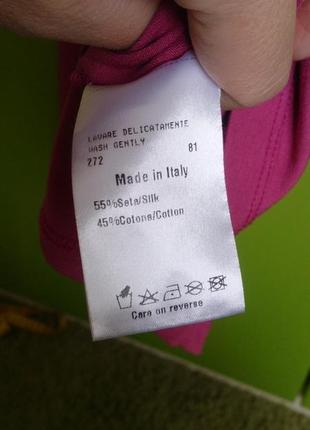 LAVARE DELICATAMENTE
WASH GENTLY
272 81
Made in Italy
55%Seta/Silk
45%Cotone/Cotton
Care on reverse